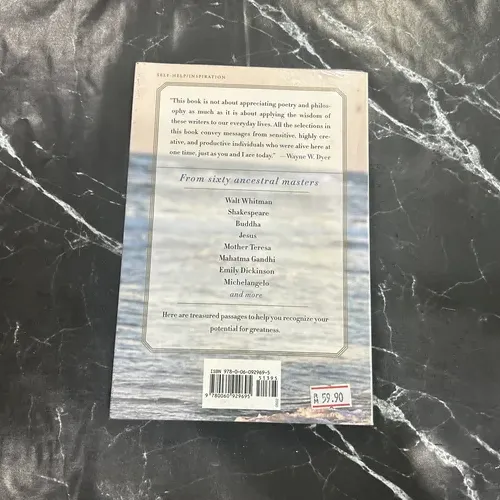 SELF-HELP/INSPIRATION
"This book is not about appreciating poetry and philos-
ophy as much as it is about applying the wisdom of
these writers to our everyday lives. All the selections in
this book convey messages from sensitive, highly cre-
ative, and productive individuals who were alive here at
one time, just as you and I are today." —Wayne W. Dyer
From sixty ancestral masters
Walt Whitman
Shakespeare
Buddha
Jesus
Mother Teresa
Mahatma Gandhi
Emily Dickinson
Michelangelo
and more
Here are treasured passages to help you recognize your
potential for greatness.
ISBN 978-0-06-092969-5
51395
9780060929695
RM 59.90